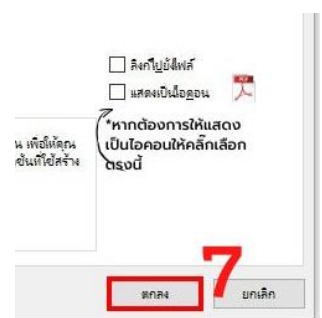 ลิงก์ไปยังไฟล์
แสดงเป็นไอคอน
*หากต้องการให้แสดง
เป็นไอคอนให้คลิ๊กเลือก
ตรงนี้
น เพื่อให้คุณ
ชันที่ใช้สร้าง
7
ตกลง
ยกเลิก